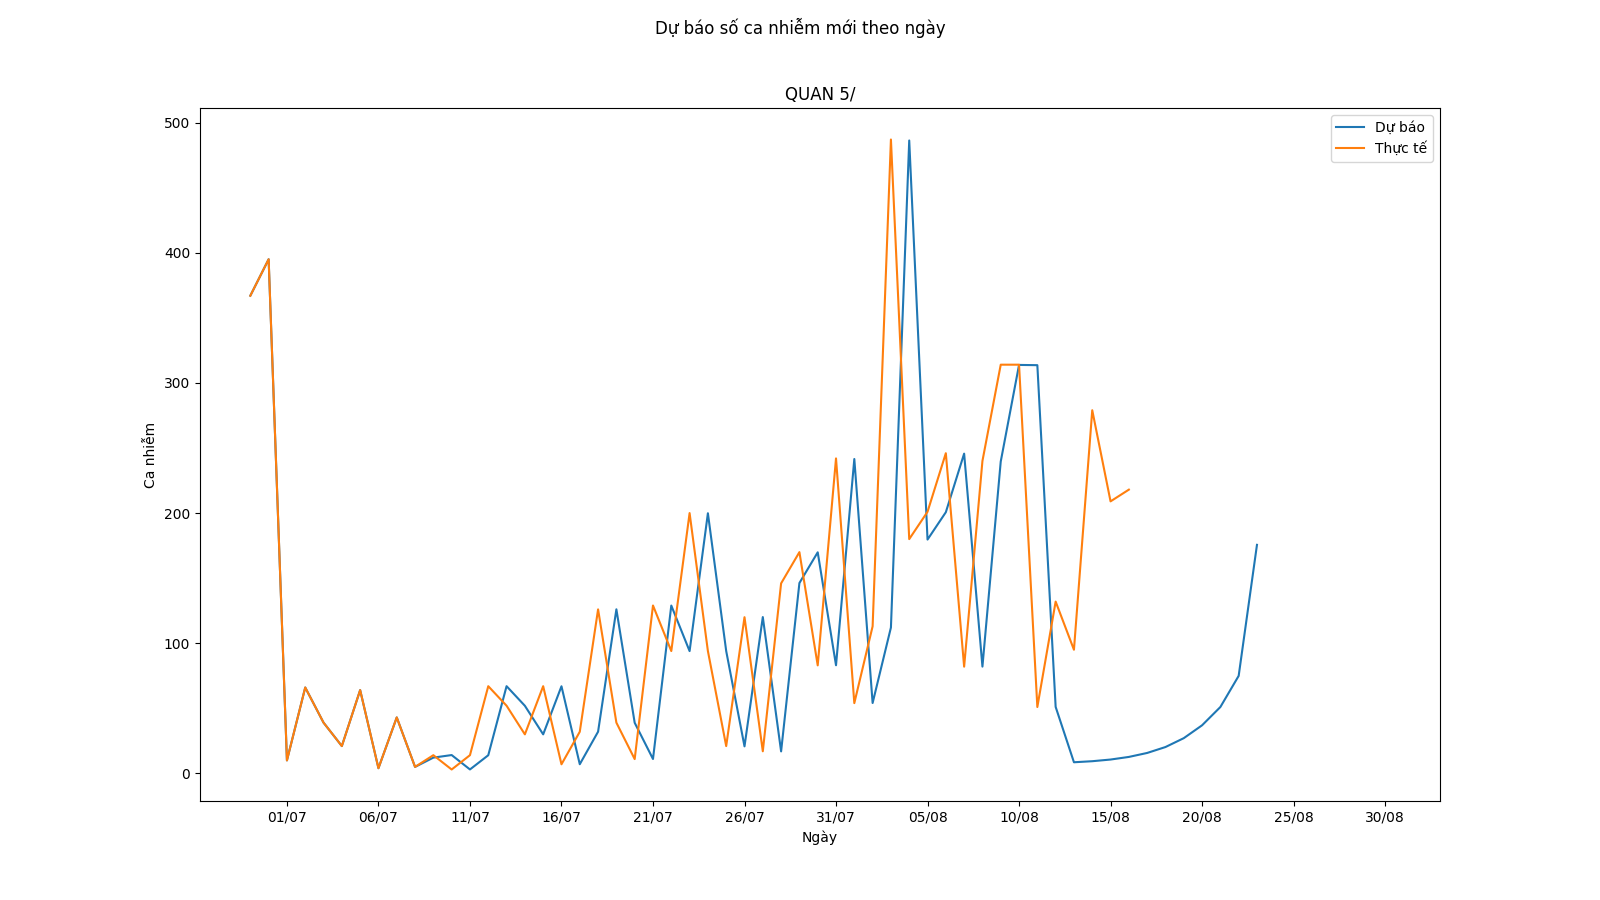 Dự báo số ca nhiễm mới theo ngày
QUAN 5/
500
400
300
200
100
0
Ca nhiễm
Dự báo
Thực tế
01/07 06/07 11/07 16/07 21/07 26/07 31/07 05/08 10/08 15/08 20/08 25/08 30/08
Ngày